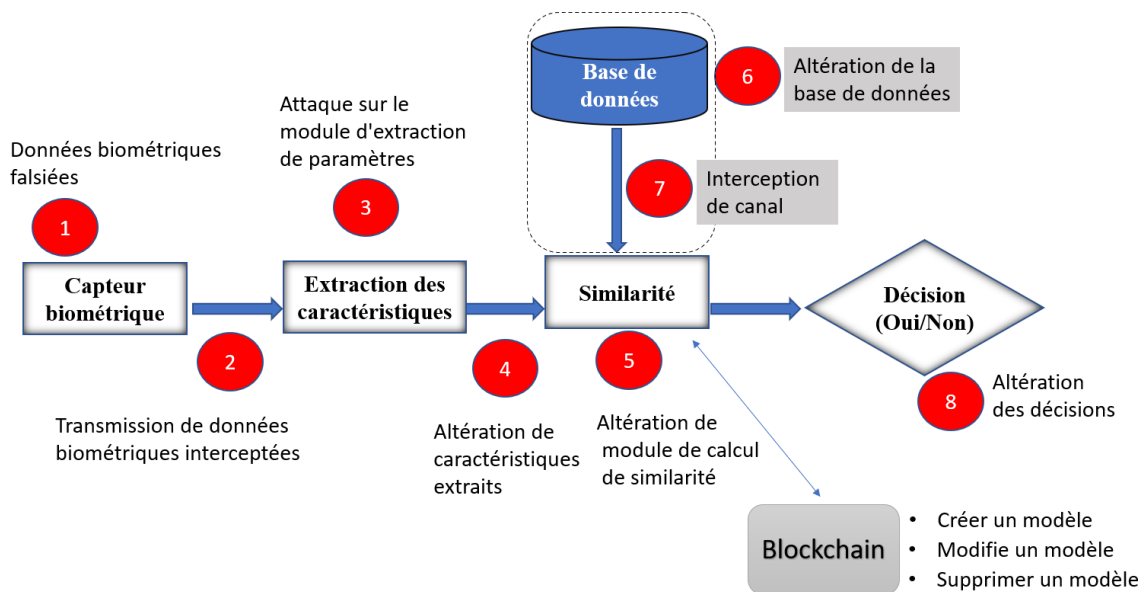 Base de
données
6
Altération de la
base de données
Attaque sur le
module d'extraction
de paramètres
Données biométriques
falsiées
1
3
7
Interception
de canal
Capteur
biométrique
Extraction des
caractéristiques
Similarité
Décision
(Oui/Non)
2
4
5
8
Altération
des décisions
Transmission de données
biométriques interceptées
Altération de
caractéristiques
extraits
Altération de
module de calcul
de similarité
Blockchain
• Créer un modèle
• Modifie un modèle
• Supprimer un modèle